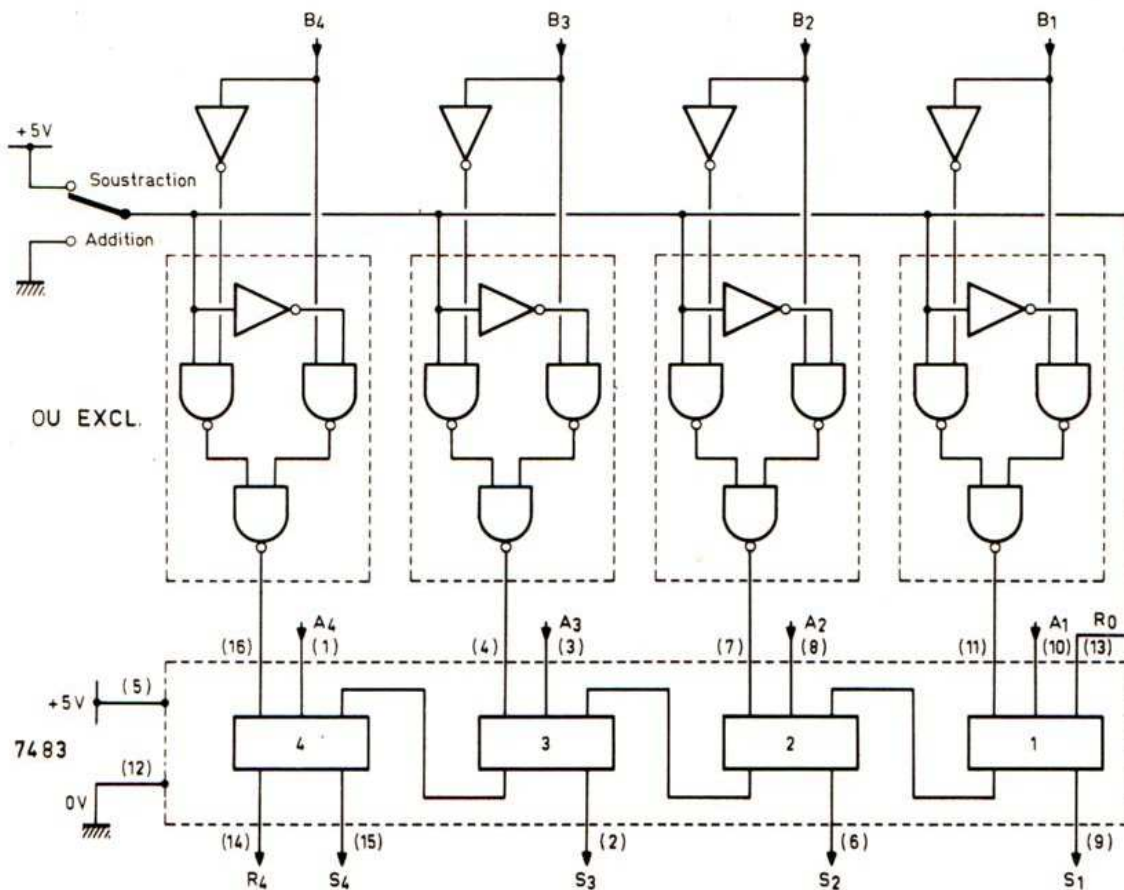 B4 B3 B2 B1
+5V
Soustraction
Addition
OU EXCL.
A4 A3 A2 A1 R0
(16) (1) (4) (3) (7) (8) (11) (10) (13)
+5V (5)
4 3 2 1
7483
(12)
0V
(14) (15) (2) (6) (9)
R4 S4 S3 S2 S1